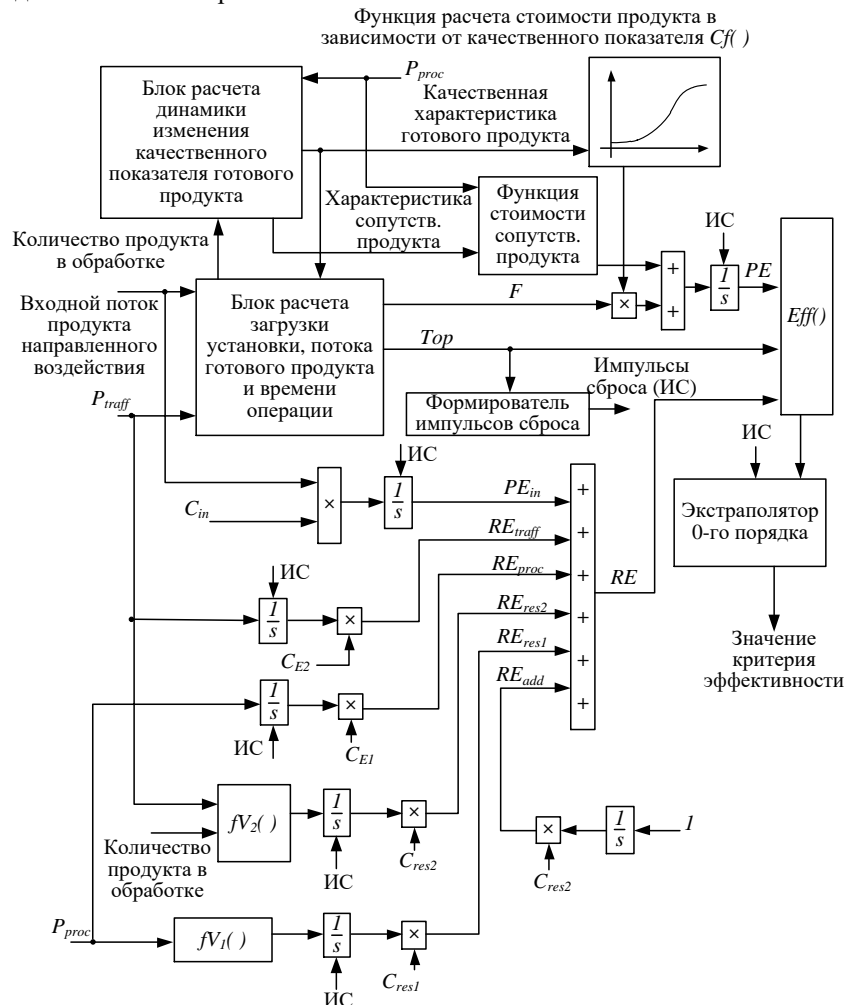 Функция расчета стоимости продукта в
зависимости от качественного показателя Cf( )
Блок расчета
динамики
изменения
качественного
показателя готового
продукта
P_proc
Качественная
характеристика
готового продукта
Характеристика
сопутств.
продукта
Функция
стоимости
сопутств.
продукта
Количество продукта
в обработке
Входной поток
продукта
направленного
воздействия
P_traff
Блок расчета
загрузки
установки, потока
готового продукта
и времени
операции
F
×
+
+
ИС
1
s
PE
Eff()
Top
Формирователь
импульсов сброса
Импульсы
сброса (ИС)
ИС
Экстраполятор
0-го порядка
Значение
критерия
эффективности
C_in
×
ИС
1
s
PE_in
+
RE_traff
+
RE_proc
+
RE_res2
+
RE_res1
+
RE_add
+
RE
ИС
1
s
×
C_E2
1
s
×
ИС
C_E1
fV₂( )
Количество
продукта в
обработке
1
s
ИС
×
C_res2
×
C_res2
1
s
1
P_proc
fV₁( )
1
s
ИС
×
C_res1